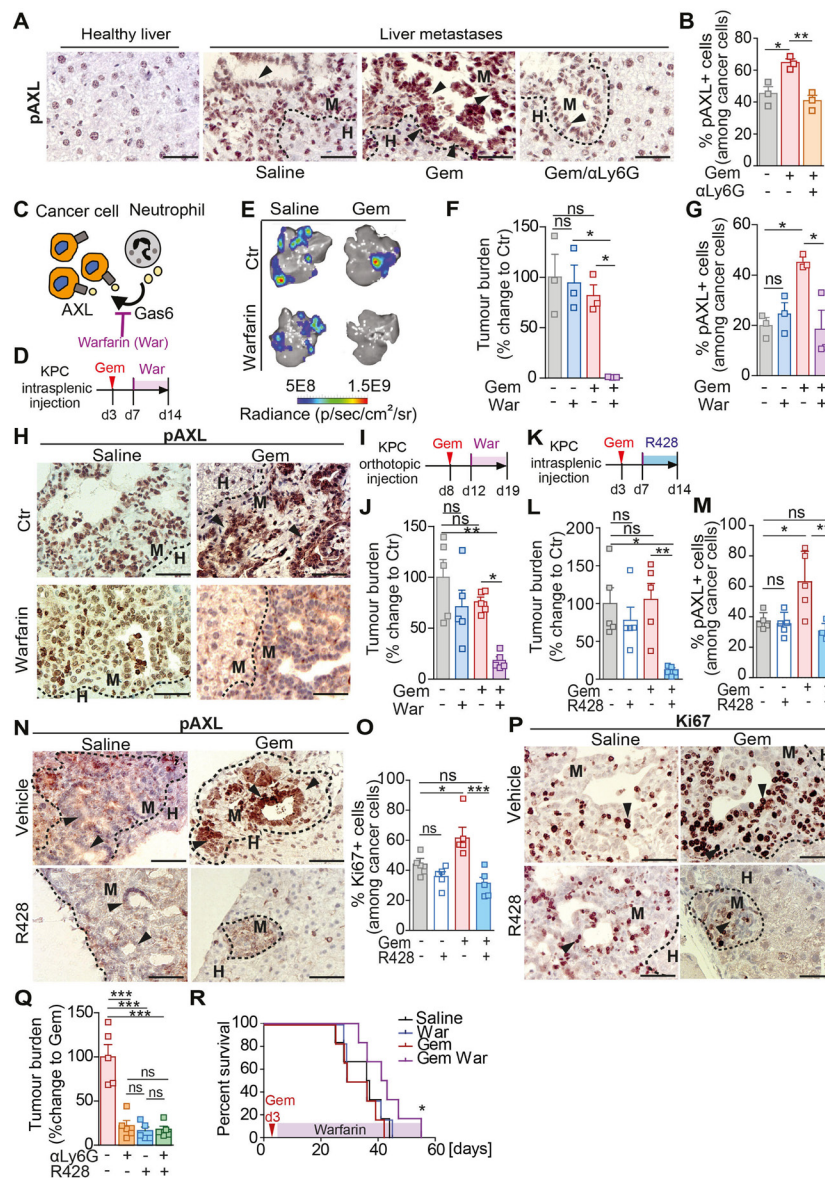 A
Healthy liver
Liver metastases
pAXL
M
H
M
H
M
H
Saline
Gem
Gem/αLy6G
B
% pAXL+ cells
(among cancer cells)
80
60
40
20
0
* **
Gem - + +
αLy6G - - +
C
Cancer cell
Neutrophil
AXL
Gas6
Warfarin (War)
D
Gem
War
KPC
intrasplenic
injection
d3 d7 d14
E
Saline Gem
Ctr
Warfarin
5E8 1.5E9
Radiance (p/sec/cm²/sr)
F
Tumour burden
(% change to Ctr)
150
125
100
75
50
25
0
ns
ns *
*
Gem - - + +
War - + - +
G
% pAXL+ cells
(among cancer cells)
60
40
20
0
*
ns
*
Gem - - + +
War - + - +
H
pAXL
Saline Gem
Ctr
Warfarin
M
H
H
M
M
H
M
M
I
Gem War
KPC
orthotopic
injection
d8 d12 d19
J
Tumour burden
(% change to Ctr)
150
125
100
75
50
25
0
ns
ns
**
*
Gem - - + +
War - + - +
K
Gem R428
KPC
intrasplenic
injection
d3 d7 d14
L
Tumour burden
(% change to Ctr)
200
150
100
50
0
ns
ns
*
**
Gem - - + +
R428 - + - +
M
% pAXL+ cells
(among cancer cells)
100
80
60
40
20
0
ns
*
ns
Gem - - + +
R428 - + - +
N
pAXL
Saline Gem
Vehicle
R428
M
H
M
H
M
H
M
H
O
% Ki67+ cells
(among cancer cells)
100
80
60
40
20
0
ns
* ***
ns
Gem - - + +
R428 - + - +
P
Ki67
Saline Gem
Vehicle
R428
M
M
H
M
H
H
M
Q
Tumour burden
(%change to Gem)
150
100
50
0
***
***
***
ns
ns ns
αLy6G - + - +
R428 - - + +
R
Percent survival
100
80
60
40
20
0
Saline
War
Gem
Gem War
*
Gem
d3
Warfarin
0 20 40 60 [days]